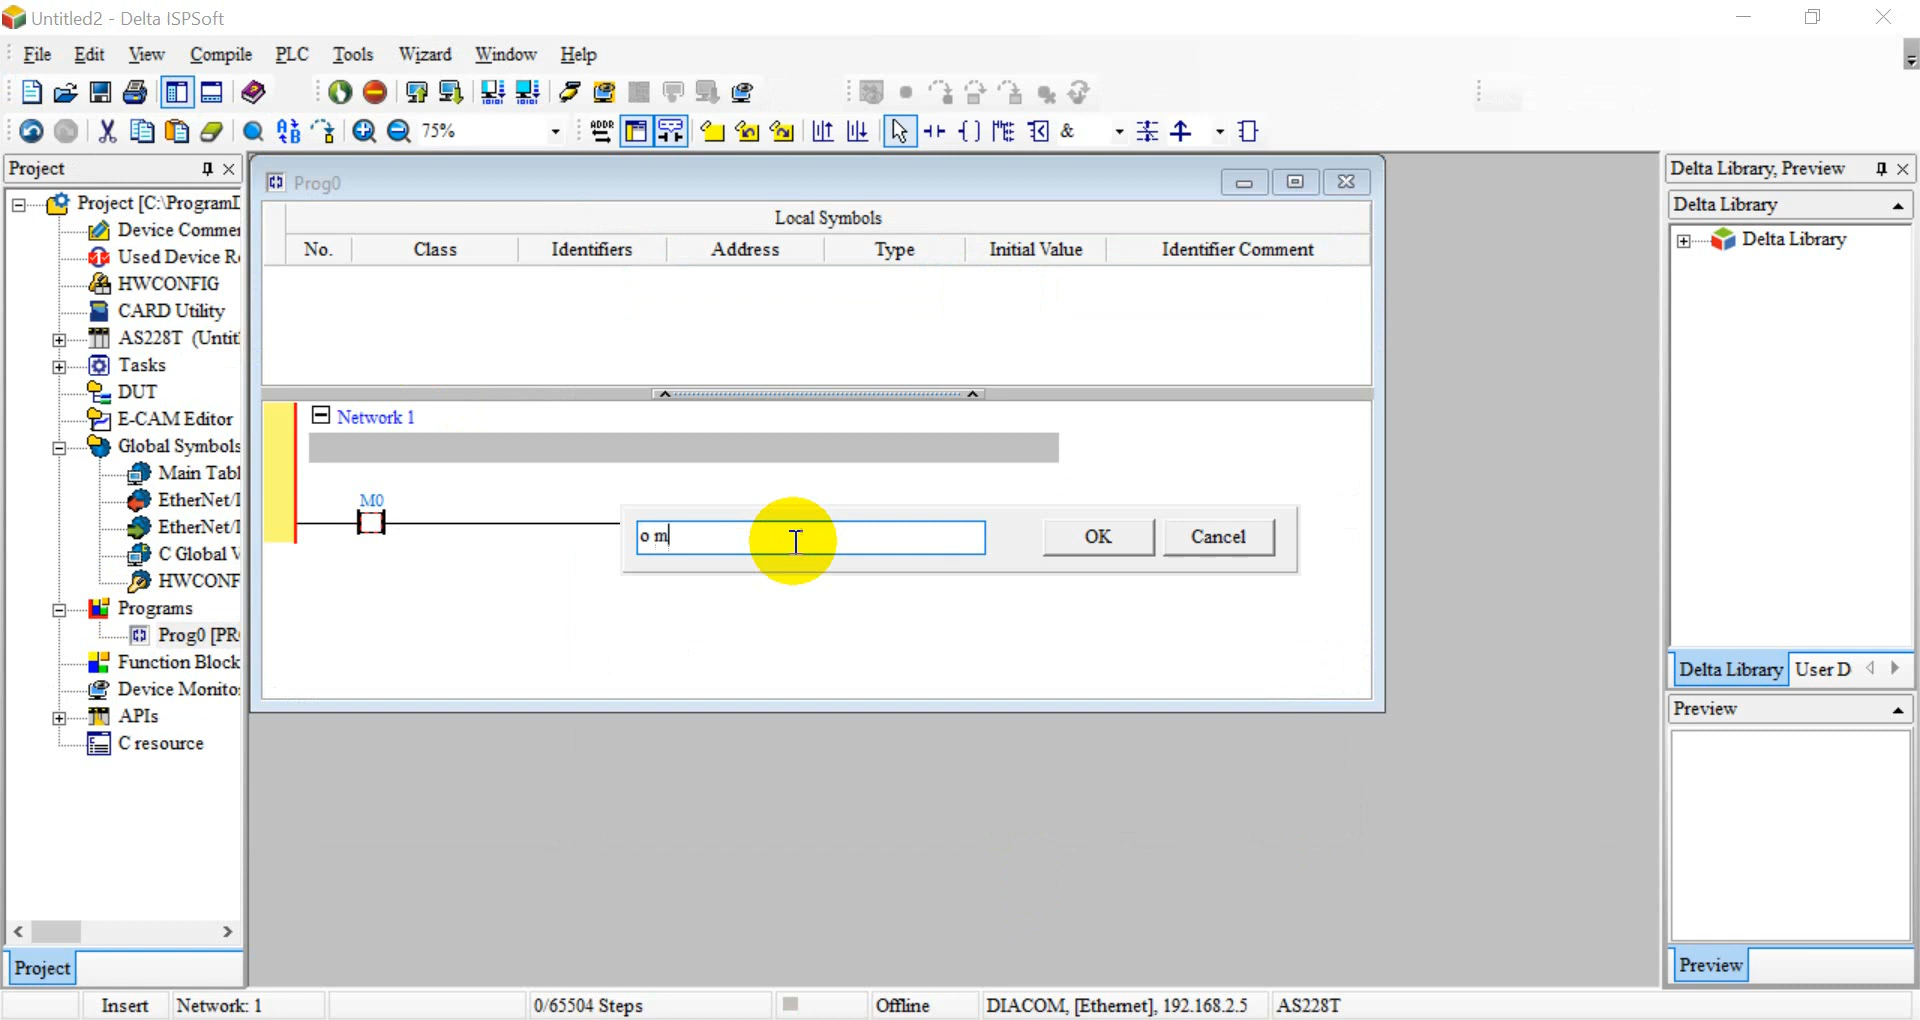 Untitled2 - Delta ISPSoft
File Edit View Compile PLC Tools Wizard Window Help
75%
ADDR
&
Project
Project [C:\ProgramD
Device Commer
Used Device Re
HWCONFIG
CARD Utility
AS228T (Untit
Tasks
DUT
E-CAM Editor
Global Symbols
Main Tabl
EtherNet/I
EtherNet/I
C Global V
HWCONF
Programs
Prog0 [PR
Function Block
Device Monito
APIs
C resource
Project
Prog0
Local Symbols
No. Class Identifiers Address Type Initial Value Identifier Comment
Network 1
M0
o m
OK Cancel
Delta Library, Preview
Delta Library
Delta Library
Delta Library User D
Preview
Preview
Insert Network: 1 0/65504 Steps Offline DIACOM, [Ethernet], 192.168.2.5 AS228T